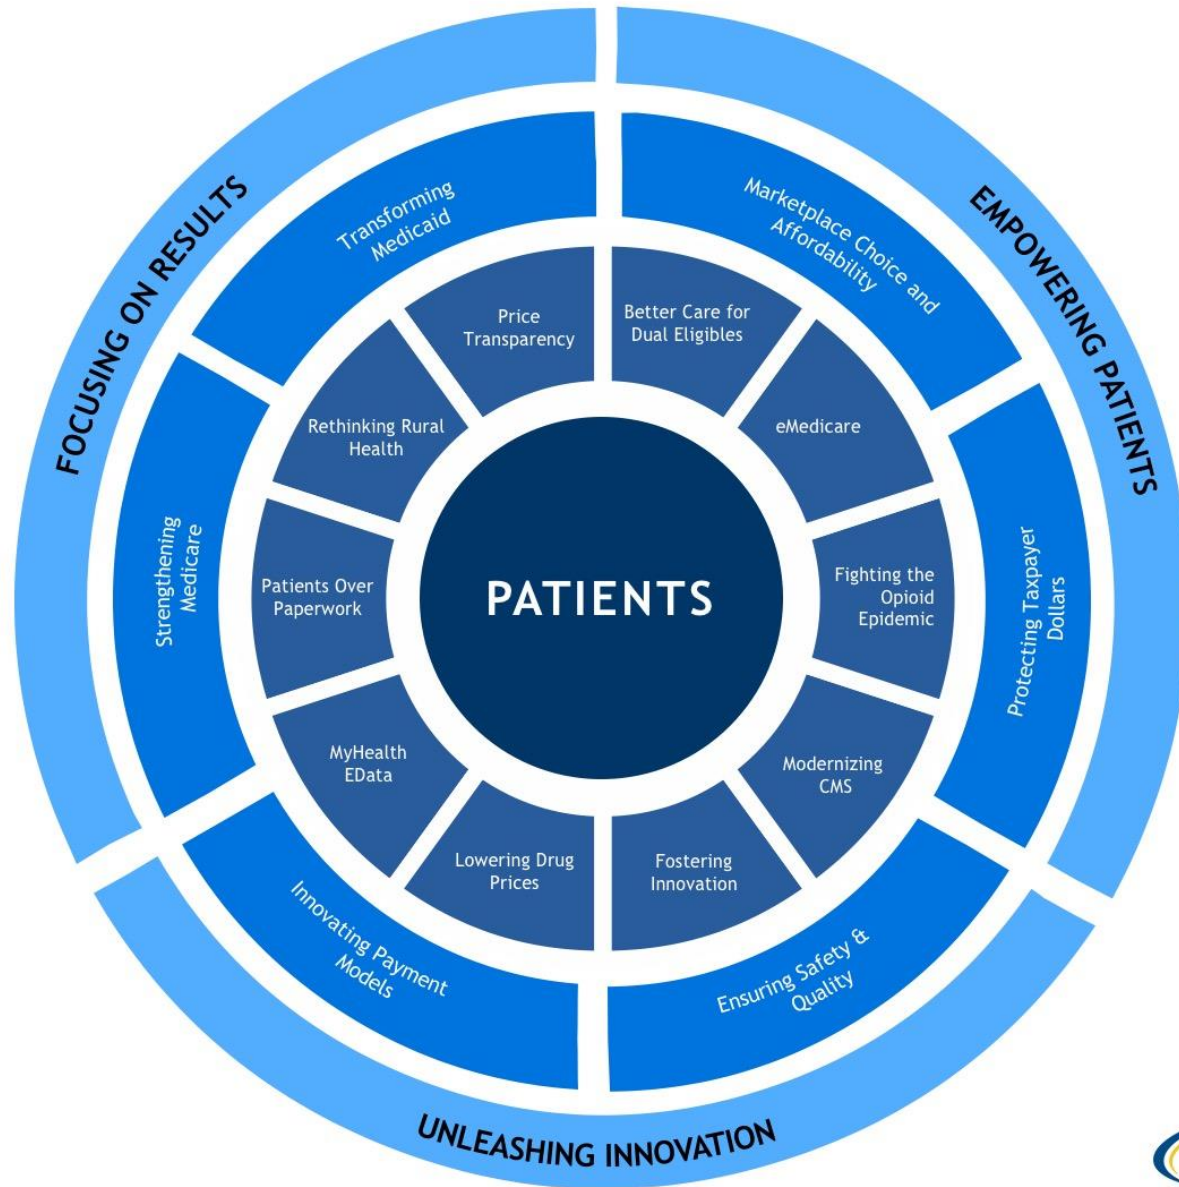 FOCUSING ON RESULTS
EMPOWERING PATIENTS
UNLEASHING INNOVATION
Transforming
Medicaid
Marketplace Choice and
Affordability
Protecting Taxpayer
Dollars
Ensuring Safety &
Quality
Innovating Payment
Models
Strengthening
Medicare
Price
Transparency
Better Care for
Dual Eligibles
eMedicare
Fighting the
Opioid
Epidemic
Modernizing
CMS
Fostering
Innovation
Lowering Drug
Prices
MyHealth
EData
Patients Over
Paperwork
Rethinking Rural
Health
PATIENTS